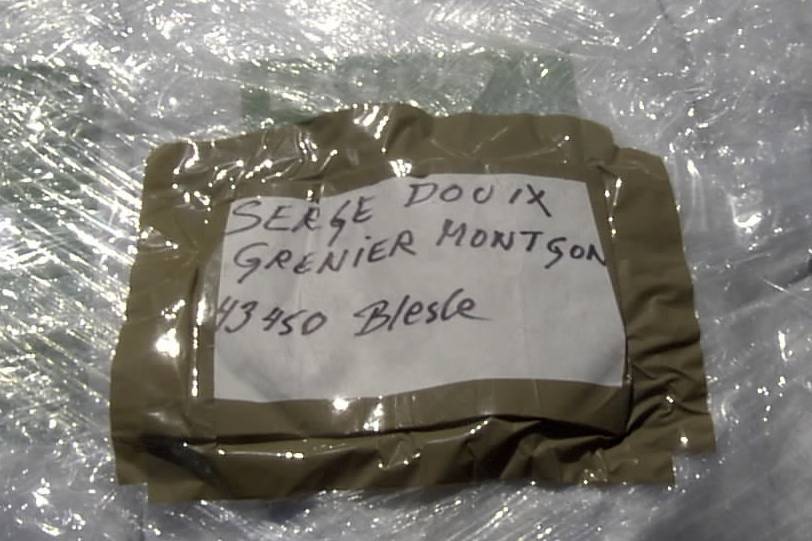 SERGE DOUIX
GRENIER MONTGON
43450 Blesle